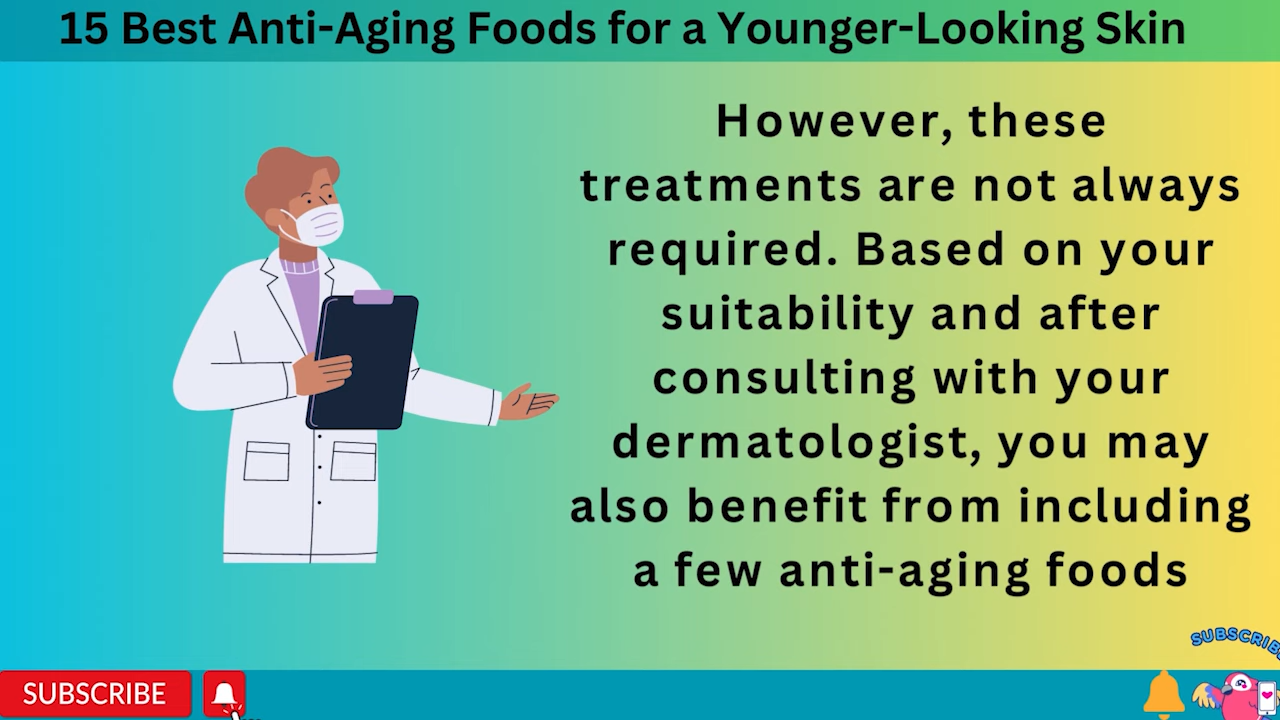 15 Best Anti-Aging Foods for a Younger-Looking Skin
However, these
treatments are not always
required. Based on your
suitability and after
consulting with your
dermatologist, you may
also benefit from including
a few anti-aging foods
SUBSCRIBE
SUBSCRIBE